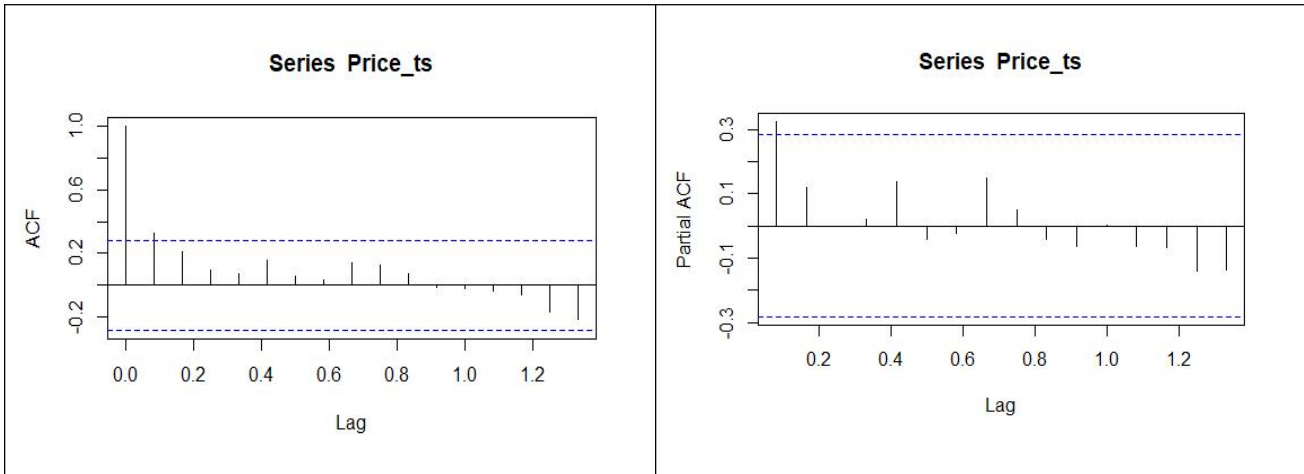 Series Price_ts
ACF
1.0
0.6
0.2
-0.2
0.0 0.2 0.4 0.6 0.8 1.0 1.2
Lag
Series Price_ts
Partial ACF
0.3
0.1
-0.1
-0.3
0.2 0.4 0.6 0.8 1.0 1.2
Lag